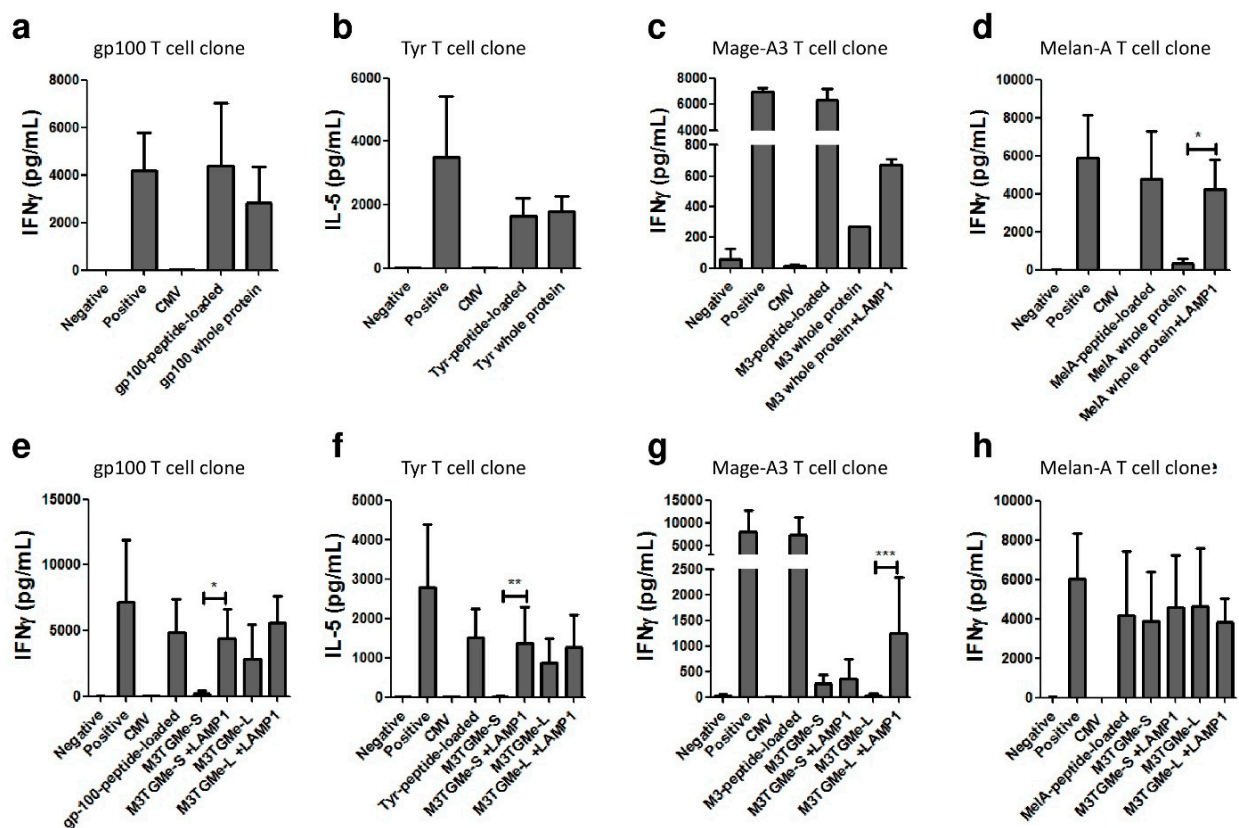 a
gp100 T cell clone
IFNγ (pg/mL)
8000
6000
4000
2000
0
Negative
Positive
CMV
gp100-peptide-loaded
gp100 whole protein
b
Tyr T cell clone
IL-5 (pg/mL)
6000
4000
2000
0
Negative
Positive
CMV
Tyr-peptide-loaded
Tyr whole protein
c
Mage-A3 T cell clone
IFNγ (pg/mL)
8000
6000
4000
800
600
400
200
0
Negative
Positive
CMV
M3-peptide-loaded
M3 whole protein
M3 whole protein+LAMP1
d
Melan-A T cell clone
IFNγ (pg/mL)
10000
8000
6000
4000
2000
0
*
Negative
Positive
CMV
MelA-peptide-loaded
MelA whole protein
MelA whole protein+LAMP1
e
gp100 T cell clone
IFNγ (pg/mL)
15000
10000
5000
0
*
Negative
Positive
CMV
gp-100-peptide-loaded
M3TGMe-S
M3TGMe-S +LAMP1
M3TGMe-L
M3TGMe-L +LAMP1
f
Tyr T cell clone
IL-5 (pg/mL)
5000
4000
3000
2000
1000
0
**
Negative
Positive
CMV
Tyr-peptide-loaded
M3TGMe-S
M3TGMe-S +LAMP1
M3TGMe-L
M3TGMe-L +LAMP1
g
Mage-A3 T cell clone
IFNγ (pg/mL)
15000
10000
5000
2500
2000
1500
1000
500
0
***
Negative
Positive
CMV
M3-peptide-loaded
M3TGMe-S
M3TGMe-S +LAMP1
M3TGMe-L
M3TGMe-L +LAMP1
h
Melan-A T cell clone
IFNγ (pg/mL)
10000
8000
6000
4000
2000
0
Negative
Positive
CMV
MelA-peptide-loaded
M3TGMe-S
M3TGMe-S +LAMP1
M3TGMe-L
M3TGMe-L +LAMP1